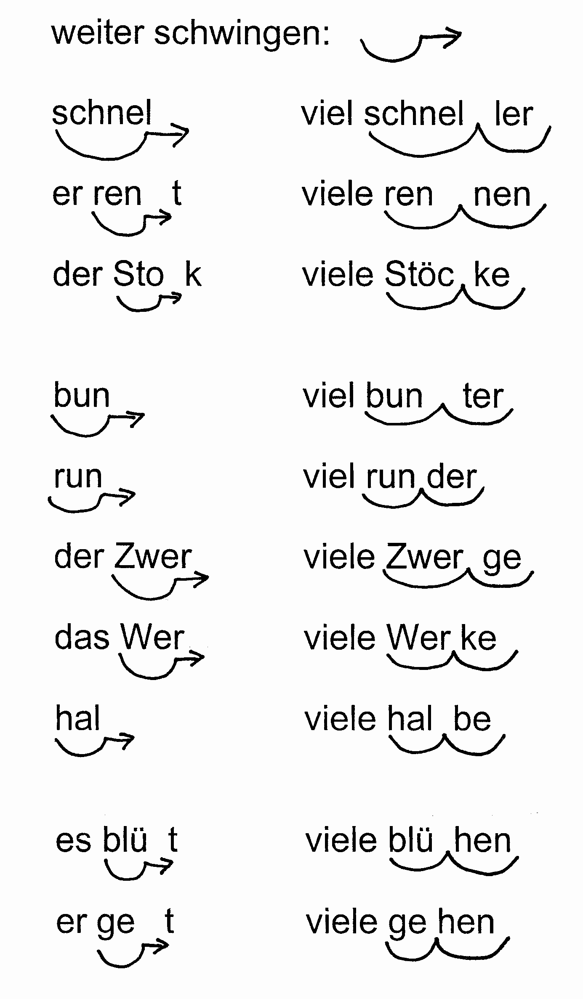 weiter schwingen:
schnel viel schnel ler
er ren t viele ren nen
der Sto k viele Stöc ke
bun viel bun ter
run viel run der
der Zwer viele Zwer ge
das Wer viele Wer ke
hal viele hal be
es blü t viele blü hen
er ge t viele ge hen